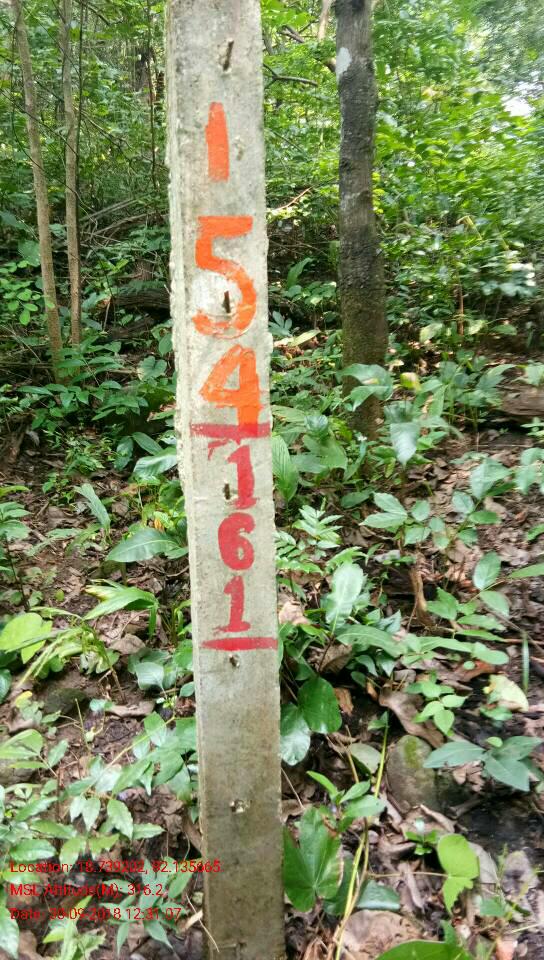 1
5
4
1
6
1
Location: 18.739202, 82.135665
MSL Altitude(M): 316.2
Date: 30-09-2018 12:31:07